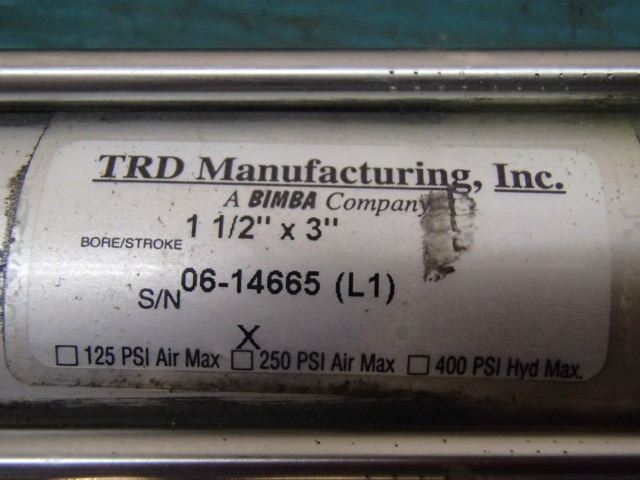 TRD Manufacturing, Inc.
A BIMBA Company
BORE/STROKE 1 1/2" x 3"
S/N 06-14665 (L1)
X
☐ 125 PSI Air Max ☐ 250 PSI Air Max ☐ 400 PSI Hyd Max.